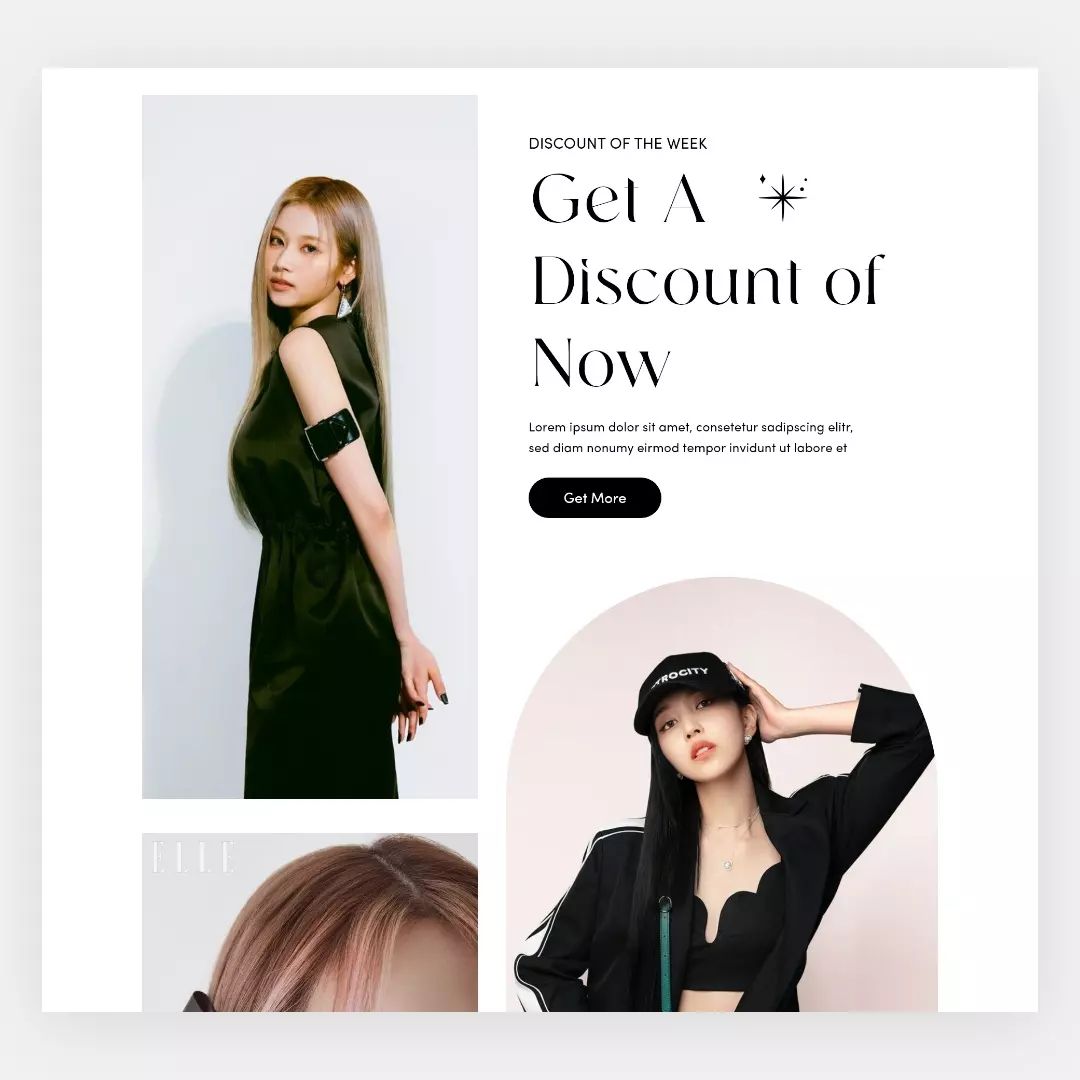 DISCOUNT OF THE WEEK
Get A
Discount of
Now
Lorem ipsum dolor sit amet, consetetur sadipscing elitr,
sed diam nonumy eirmod tempor invidunt ut labore et
Get More
TROCITY
ELLE